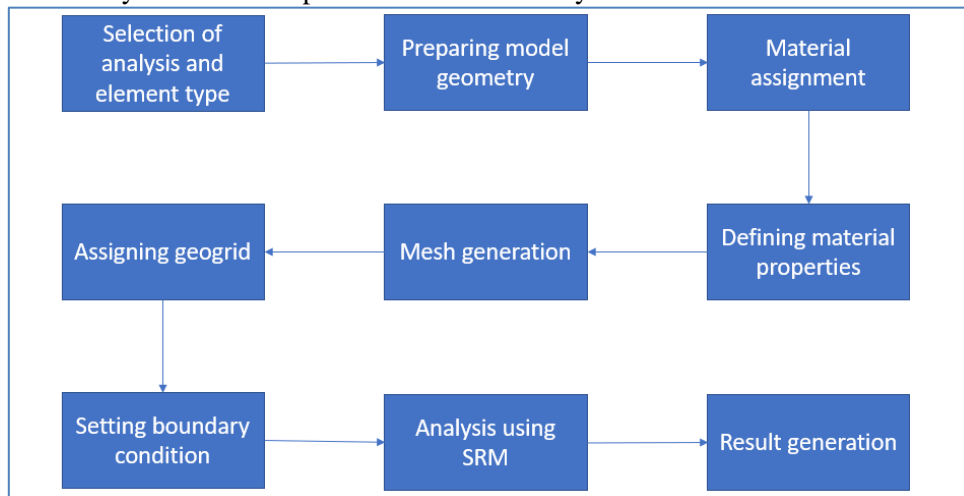 Selection of
analysis and
element type
Preparing model
geometry
Material
assignment
Defining material
properties
Mesh generation
Assigning geogrid
Setting boundary
condition
Analysis using
SRM
Result generation